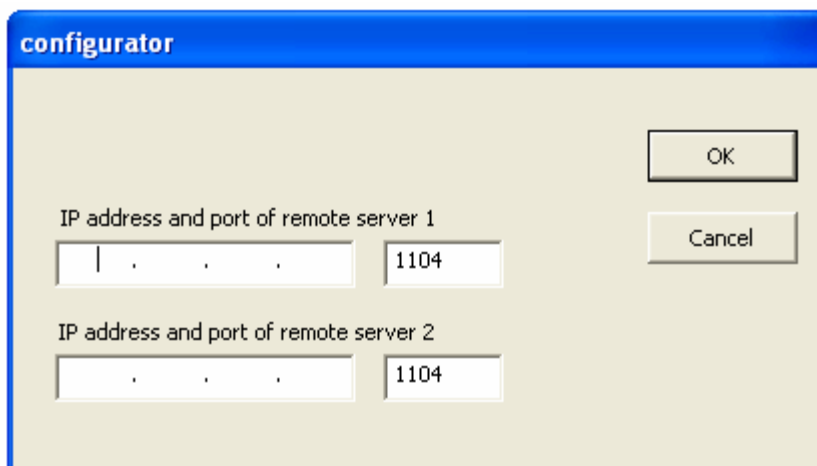 configurator
OK
IP address and port of remote server 1
. . . 1104
Cancel
IP address and port of remote server 2
. . . 1104